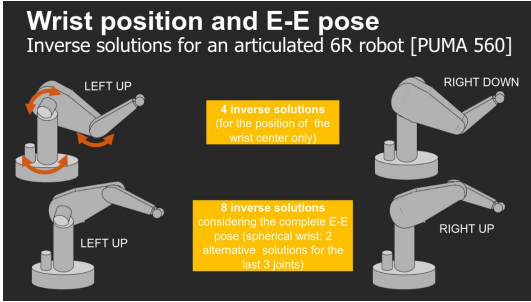 Wrist position and E-E pose
Inverse solutions for an articulated 6R robot [PUMA 560]
LEFT UP
4 inverse solutions
(for the position of the
wrist center only)
RIGHT DOWN
LEFT UP
8 inverse solutions
considering the complete E-E
pose (spherical wrist: 2
alternative solutions for the
last 3 joints)
RIGHT UP